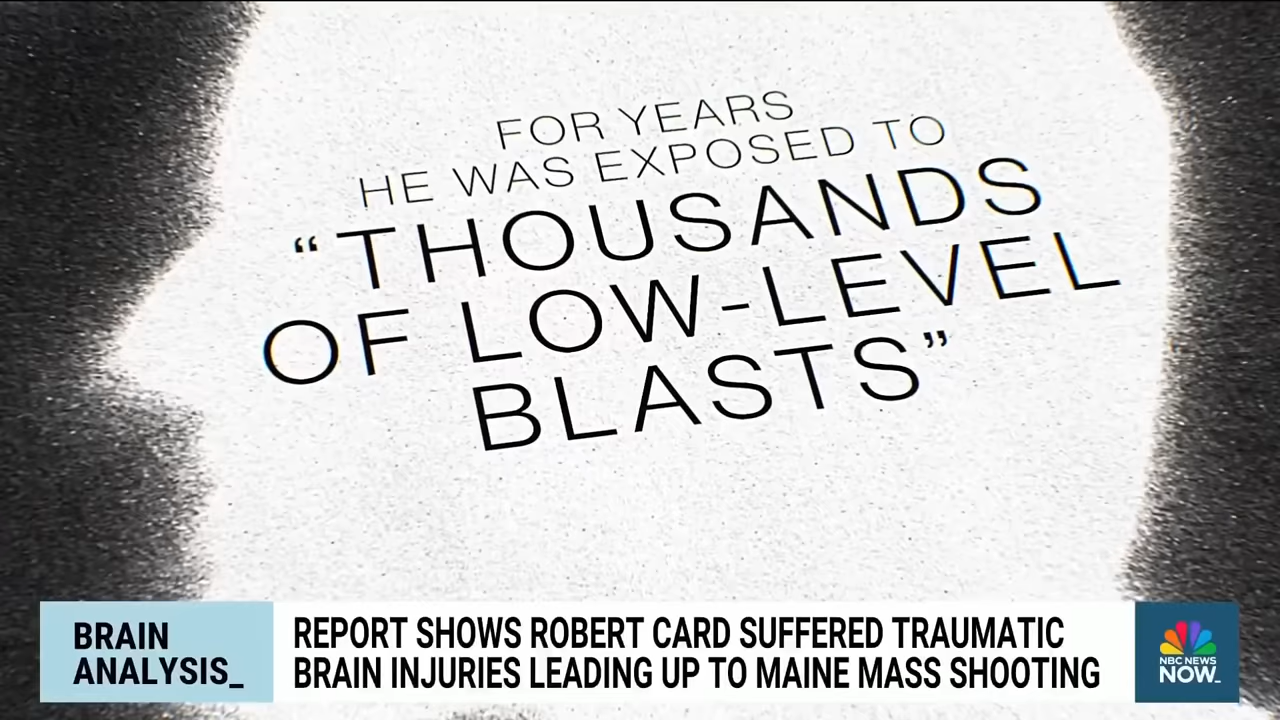 FOR YEARS
HE WAS EXPOSED TO
“THOUSANDS
OF LOW-LEVEL
BLASTS”
BRAIN
ANALYSIS_
REPORT SHOWS ROBERT CARD SUFFERED TRAUMATIC
BRAIN INJURIES LEADING UP TO MAINE MASS SHOOTING
NBC NEWS
NOW_